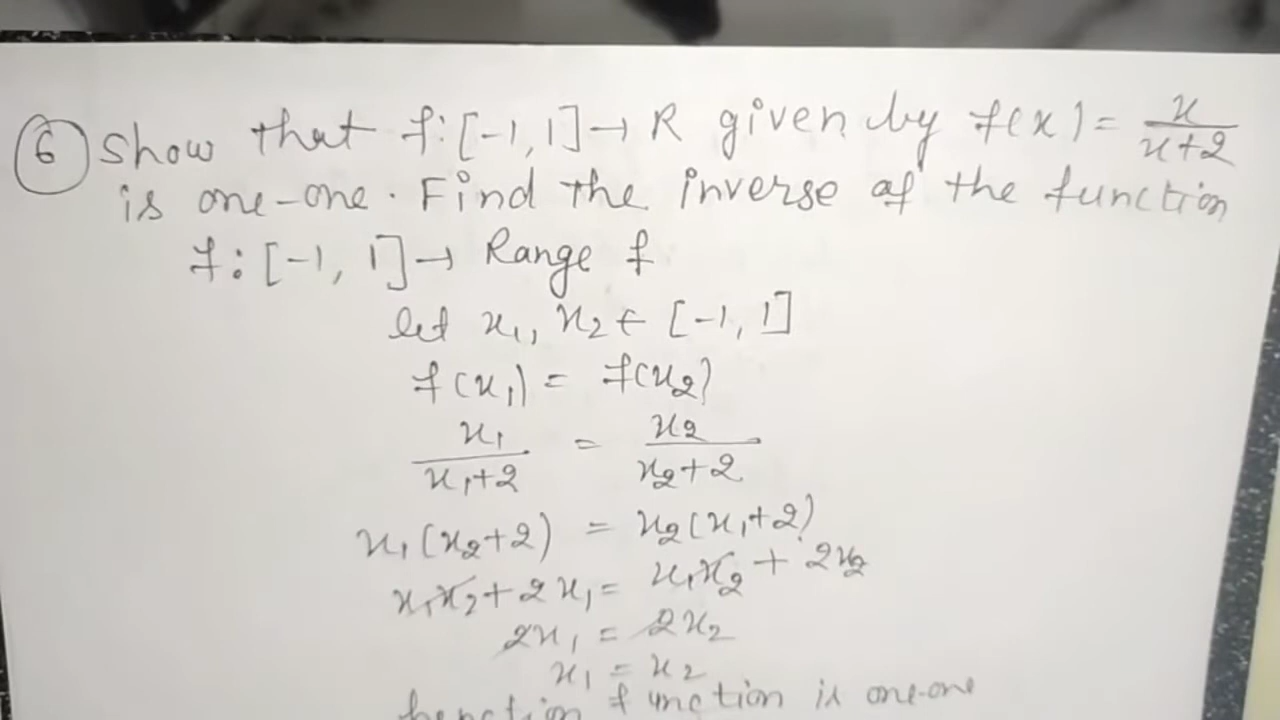 ⑥ Show that f: [-1, 1] → R given by f(x) = x/(x+2)
is one-one. Find the inverse of the function
f: [-1, 1] → Range f
let x₁, x₂ ∈ [-1, 1]
f(x₁) = f(x₂)
x₁/(x₁+2) = x₂/(x₂+2)
x₁(x₂+2) = x₂(x₁+2)
x₁x₂ + 2x₁ = x₁x₂ + 2x₂
2x₁ = 2x₂
x₁ = x₂
function is one-one